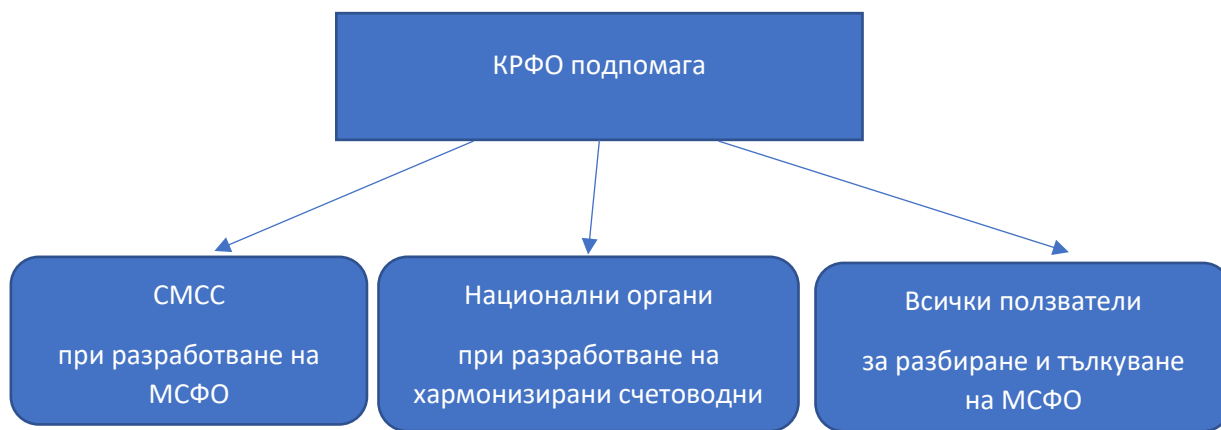 КРФО подпомага
СМСС
при разработване на
МСФО
Национални органи
при разработване на
хармонизирани счетоводни
Всички ползватели
за разбиране и тълкуване
на МСФО